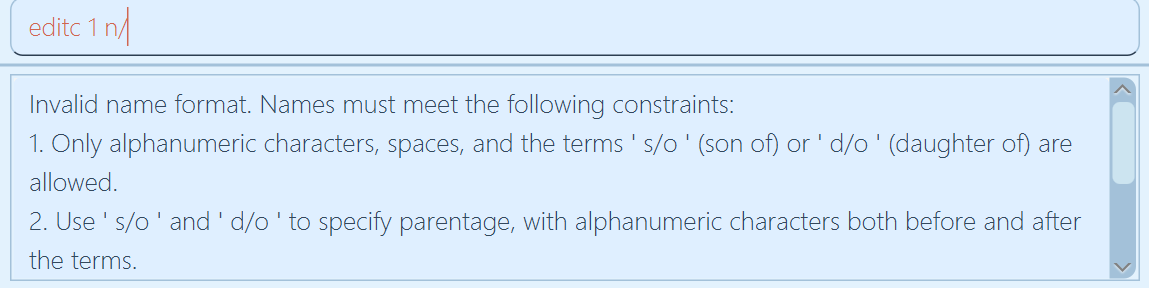 editc 1 n/
Invalid name format. Names must meet the following constraints:
1. Only alphanumeric characters, spaces, and the terms ' s/o ' (son of) or ' d/o ' (daughter of) are
allowed.
2. Use ' s/o ' and ' d/o ' to specify parentage, with alphanumeric characters both before and after
the terms.